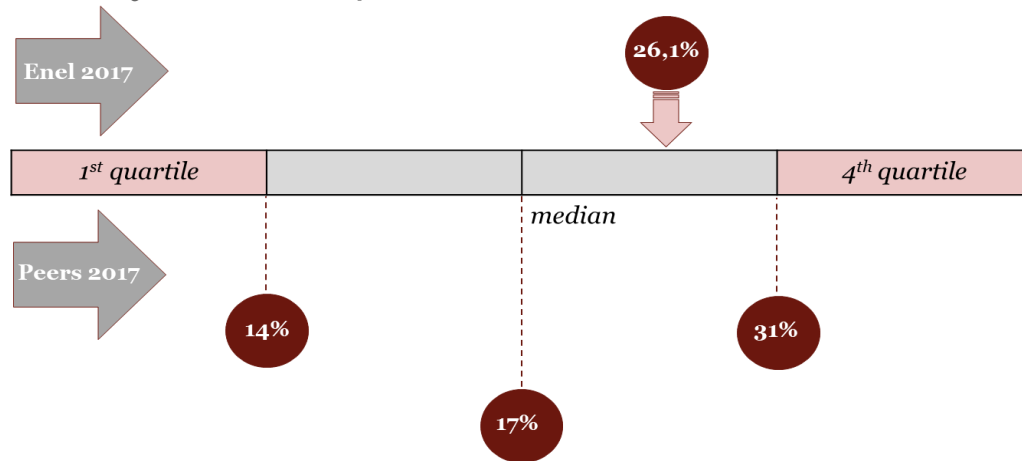 Enel 2017
26,1%
1st quartile
4th quartile
median
Peers 2017
14%
31%
17%